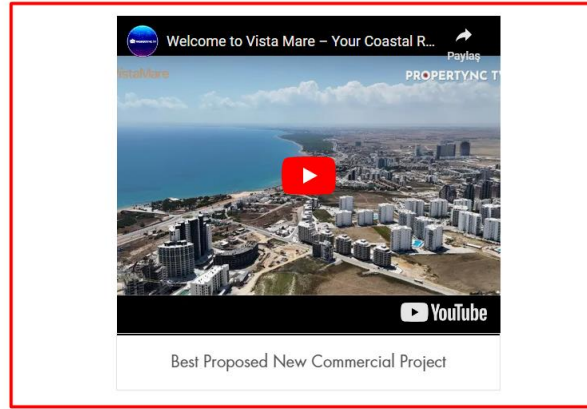 Welcome to Vista Mare – Your Coastal R...
Paylaş
VistaMare
PROPERTYNC TV
YouTube
Best Proposed New Commercial Project